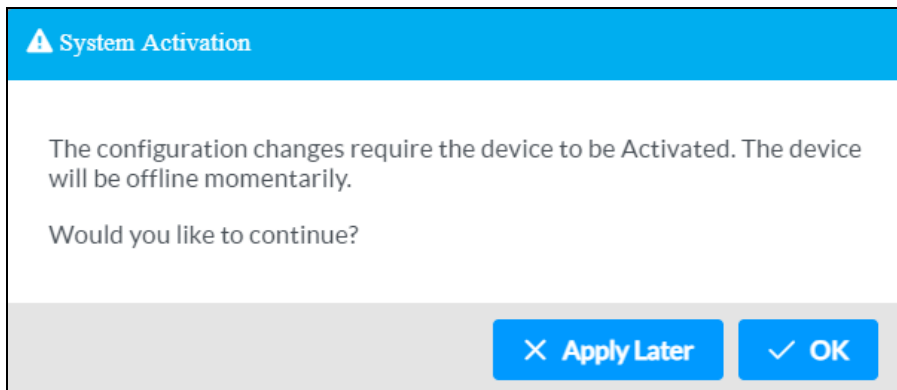 System Activation
The configuration changes require the device to be Activated. The device
will be offline momentarily.
Would you like to continue?
Apply Later
OK